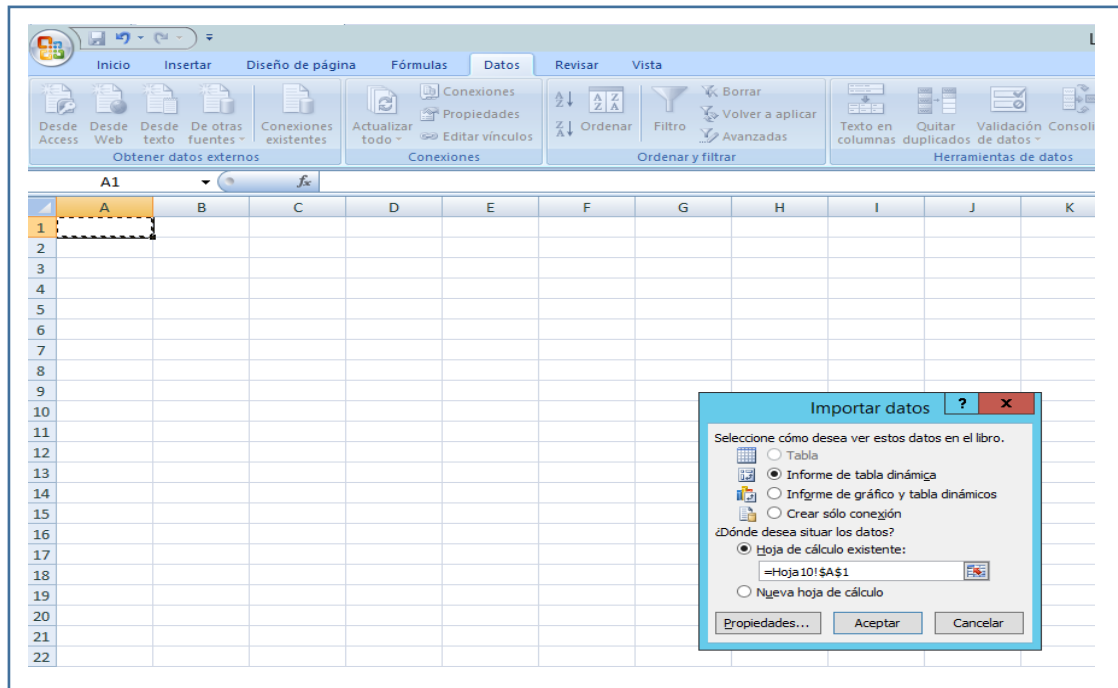 L
Inicio Insertar Diseño de página Fórmulas Datos Revisar Vista
Desde Access
Desde Web
Desde texto
De otras fuentes
Conexiones existentes
Obtener datos externos
Actualizar todo
Conexiones
Propiedades
Editar vínculos
Conexiones
Ordenar
Filtro
Borrar
Volver a aplicar
Avanzadas
Ordenar y filtrar
Texto en columnas
Quitar duplicados
Validación de datos
Consoli
Herramientas de datos
A1 fx
A B C D E F G H I J K
1
2
3
4
5
6
7
8
9
10
11
12
13
14
15
16
17
18
19
20
21
22
Importar datos ? x
Seleccione cómo desea ver estos datos en el libro.
Tabla
Informe de tabla dinámica
Informe de gráfico y tabla dinámicos
Crear sólo conexión
¿Dónde desea situar los datos?
Hoja de cálculo existente:
=Hoja10!$A$1
Nueva hoja de cálculo
Propiedades... Aceptar Cancelar